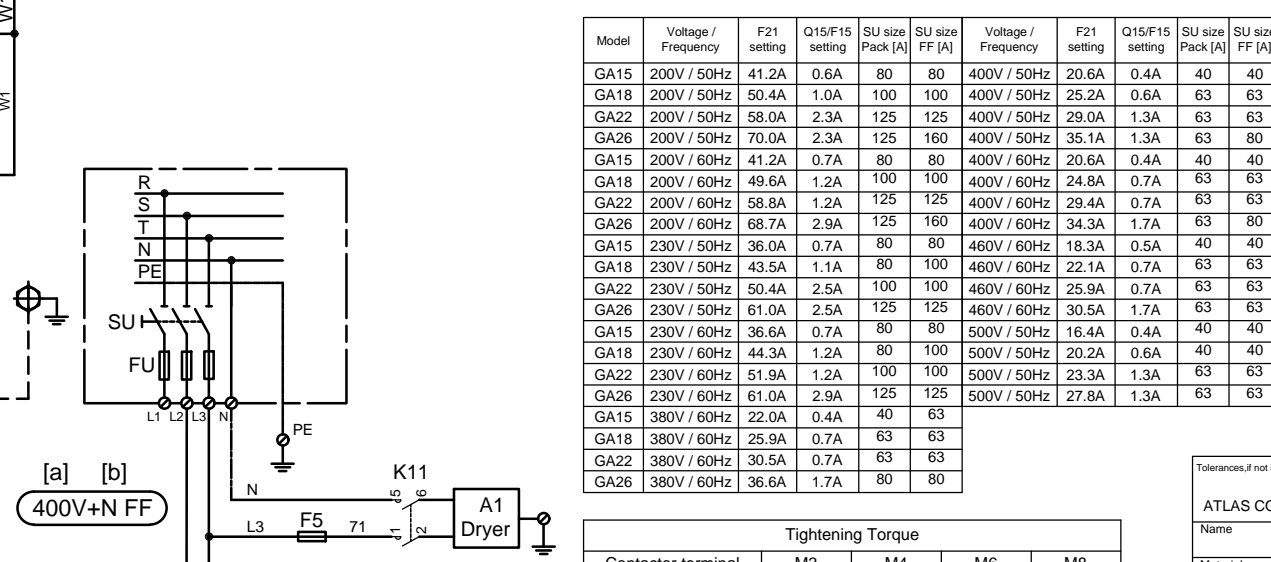 W1
R
S
T
N
PE
SU
FU
L1 L2 L3 N
PE
[a] [b]
400V+N FF
N
K11
5 6
L3 F5 71
1 2
A1
Dryer
Model Voltage / Frequency F21 setting Q15/F15 setting SU size Pack [A] SU size FF [A] Voltage / Frequency F21 setting Q15/F15 setting SU size Pack [A] SU size FF [A]
GA15 200V / 50Hz 41.2A 0.6A 80 80 400V / 50Hz 20.6A 0.4A 40 40
GA18 200V / 50Hz 50.4A 1.0A 100 100 400V / 50Hz 25.2A 0.6A 63 63
GA22 200V / 50Hz 58.0A 2.3A 125 125 400V / 50Hz 29.0A 1.3A 63 63
GA26 200V / 50Hz 70.0A 2.3A 125 160 400V / 50Hz 35.1A 1.3A 63 80
GA15 200V / 60Hz 41.2A 0.7A 80 80 400V / 60Hz 20.6A 0.4A 40 40
GA18 200V / 60Hz 49.6A 1.2A 100 100 400V / 60Hz 24.8A 0.7A 63 63
GA22 200V / 60Hz 58.8A 1.2A 125 125 400V / 60Hz 29.4A 0.7A 63 63
GA26 200V / 60Hz 68.7A 2.9A 125 160 400V / 60Hz 34.3A 1.7A 63 80
GA15 230V / 50Hz 36.0A 0.7A 80 80 460V / 60Hz 18.3A 0.5A 40 40
GA18 230V / 50Hz 43.5A 1.1A 80 100 460V / 60Hz 22.1A 0.7A 63 63
GA22 230V / 50Hz 50.4A 2.5A 100 100 460V / 60Hz 25.9A 0.7A 63 63
GA26 230V / 50Hz 61.0A 2.5A 125 125 460V / 60Hz 30.5A 1.7A 63 63
GA15 230V / 60Hz 36.6A 0.7A 80 80 500V / 50Hz 16.4A 0.4A 40 40
GA18 230V / 60Hz 44.3A 1.2A 80 100 500V / 50Hz 20.2A 0.6A 40 40
GA22 230V / 60Hz 51.9A 1.2A 100 100 500V / 50Hz 23.3A 1.3A 63 63
GA26 230V / 60Hz 61.0A 2.9A 125 125 500V / 50Hz 27.8A 1.3A 63 63
GA15 380V / 60Hz 22.0A 0.4A 40 63
GA18 380V / 60Hz 25.9A 0.7A 63 63
GA22 380V / 60Hz 30.5A 0.7A 63 63
GA26 380V / 60Hz 36.6A 1.7A 80 80
Tightening Torque
Contactor terminal M3 M4 M6 M8
Tolerances,if not
ATLAS CO
Name
Material